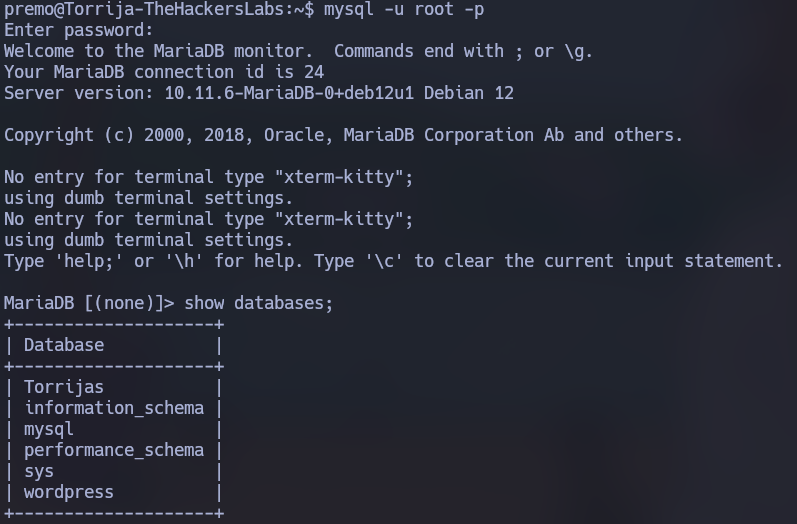 premo@Torrija-TheHackersLabs:~$ mysql -u root -p
Enter password:
Welcome to the MariaDB monitor.  Commands end with ; or \g.
Your MariaDB connection id is 24
Server version: 10.11.6-MariaDB-0+deb12u1 Debian 12

Copyright (c) 2000, 2018, Oracle, MariaDB Corporation Ab and others.

No entry for terminal type "xterm-kitty";
using dumb terminal settings.
No entry for terminal type "xterm-kitty";
using dumb terminal settings.
Type 'help;' or '\h' for help. Type '\c' to clear the current input statement.

MariaDB [(none)]> show databases;
+--------------------+
| Database           |
+--------------------+
| Torrijas           |
| information_schema |
| mysql              |
| performance_schema |
| sys                |
| wordpress          |
+--------------------+